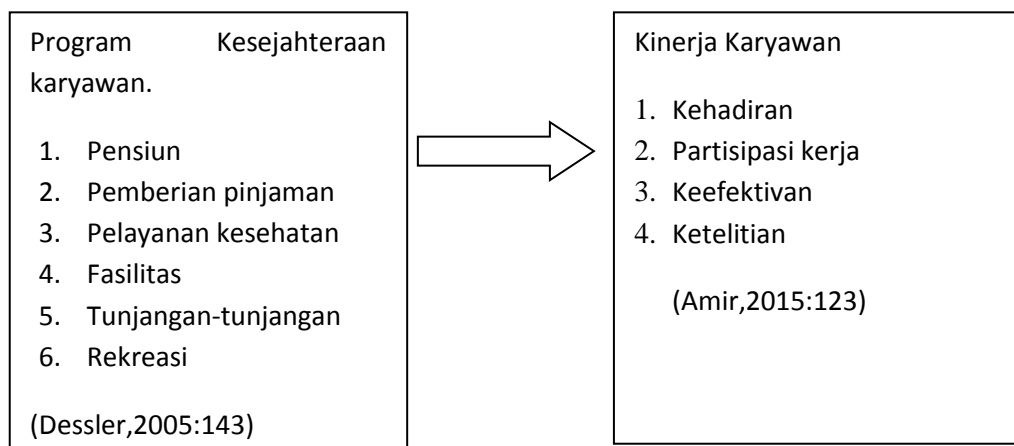 Program Kesejahteraan
karyawan.
1. Pensiun
2. Pemberian pinjaman
3. Pelayanan kesehatan
4. Fasilitas
5. Tunjangan-tunjangan
6. Rekreasi
(Dessler,2005:143)
Kinerja Karyawan
1. Kehadiran
2. Partisipasi kerja
3. Keefektivan
4. Ketelitian
(Amir,2015:123)